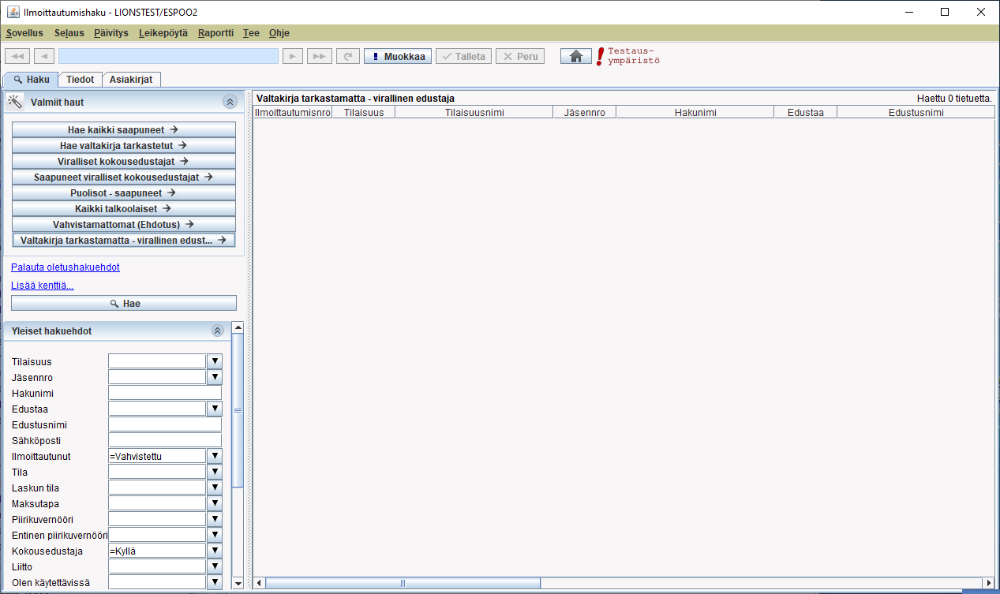 Ilmoittautumishaku - LIONSTEST/ESPOO2
Sovellus Selaus Päivitys Leikepöytä Raportti Tee Ohje
Muokkaa Talleta Peru
Testaus-
ympäristö
Haku Tiedot Asiakirjat
Valmiit haut
Hae kaikki saapuneet
Hae valtakirja tarkastetut
Viralliset kokousedustajat
Saapuneet viralliset kokousedustajat
Puolisot - saapuneet
Kaikki talkoolaiset
Vahvistamattomat (Ehdotus)
Valtakirja tarkastamatta - virallinen edust...
Palauta oletushakuehdot
Lisää kenttiä...
Hae
Yleiset hakuehdot
Tilaisuus
Jäsennro
Hakunimi
Edustaa
Edustusnimi
Sähköposti
Ilmoittautunut =Vahvistettu
Tila
Laskun tila
Maksutapa
Piirikuvernööri
Entinen piirikuvernööri
Kokousedustaja =Kyllä
Liitto
Olen käytettävissä
Valtakirja tarkastamatta - virallinen edustaja Haettu 0 tietuetta.
Ilmoittautumisnro Tilaisuus Tilaisuusnimi Jäsennro Hakunimi Edustaa Edustusnimi